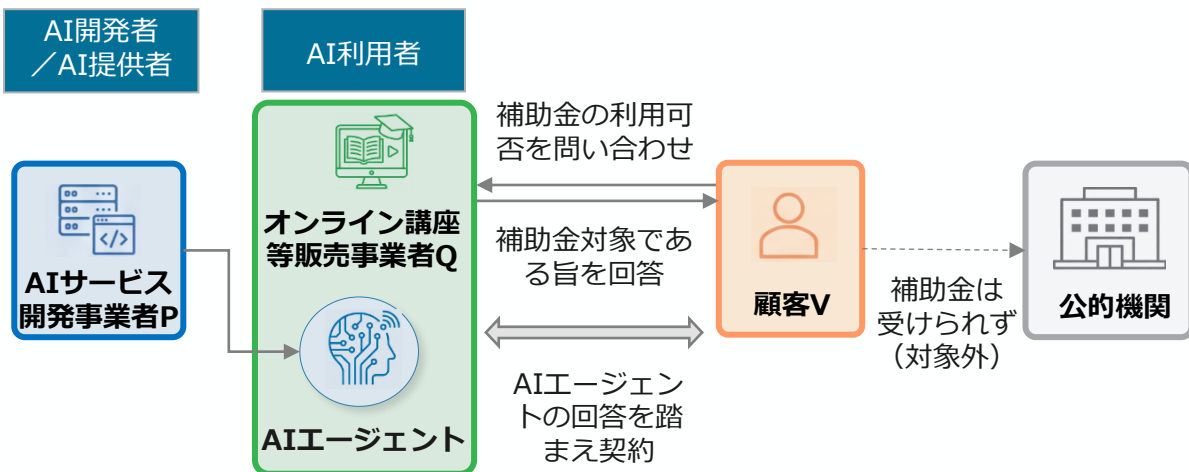 AI開発者
／AI提供者
AI利用者
補助金の利用可
否を問い合わせ
オンライン講座
等販売事業者Q
補助金対象であ
る旨を回答
AIサービス
開発事業者P
顧客V
補助金は
受けられず
（対象外）
公的機関
AIエージェン
トの回答を踏
まえ契約
AIエージェント